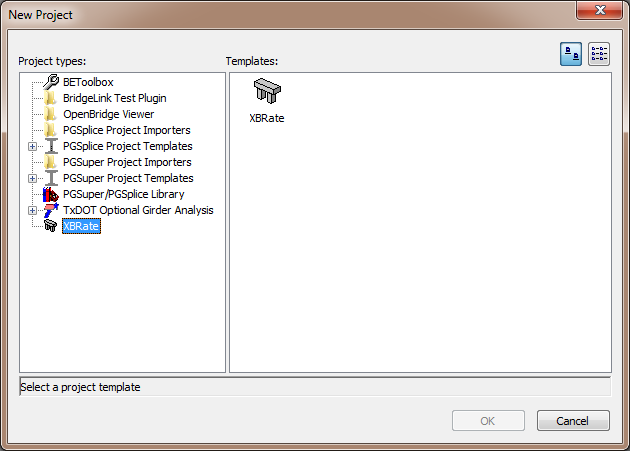 New Project
Project types:
Templates:
BEToolbox
BridgeLink Test Plugin
OpenBridge Viewer
PGSplice Project Importers
PGSplice Project Templates
PGSuper Project Importers
PGSuper Project Templates
PGSuper/PGSplice Library
TxDOT Optional Girder Analysis
XBRate
XBRate
Select a project template
OK
Cancel